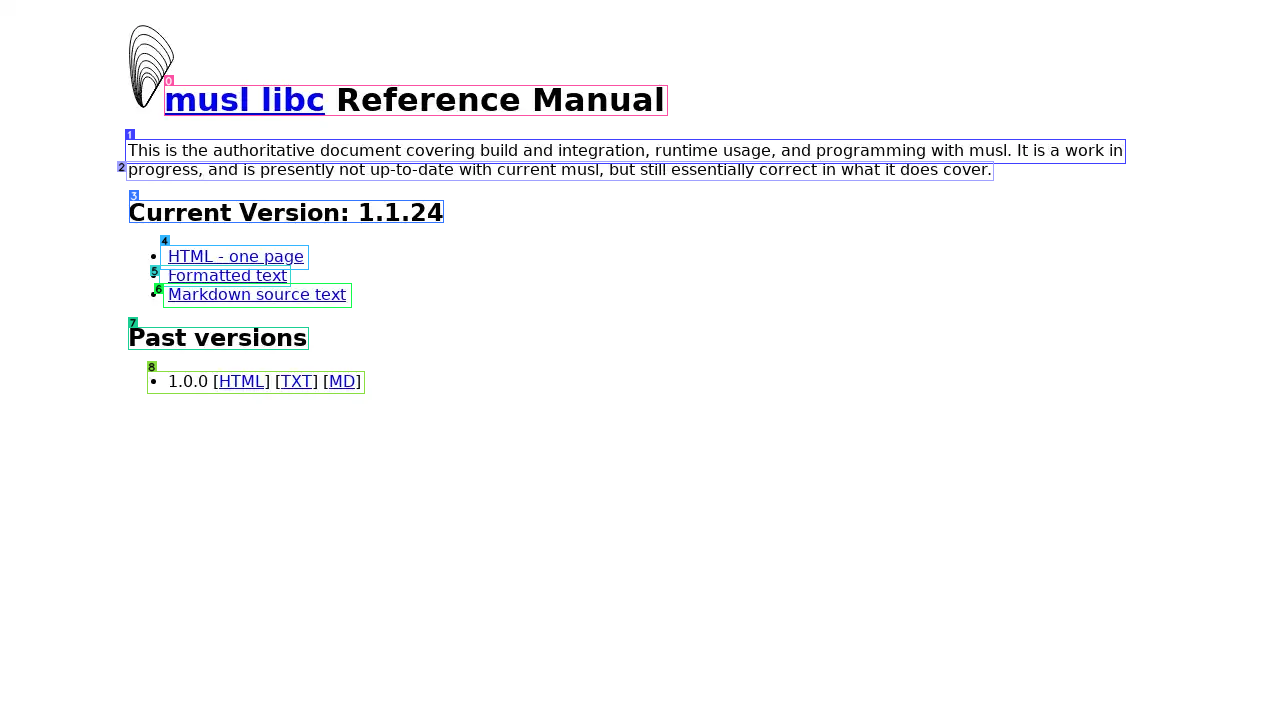 musl libc Reference Manual
This is the authoritative document covering build and integration, runtime usage, and programming with musl. It is a work in
progress, and is presently not up-to-date with current musl, but still essentially correct in what it does cover.
Current Version: 1.1.24
HTML - one page
Formatted text
Markdown source text
Past versions
1.0.0 [HTML] [TXT] [MD]